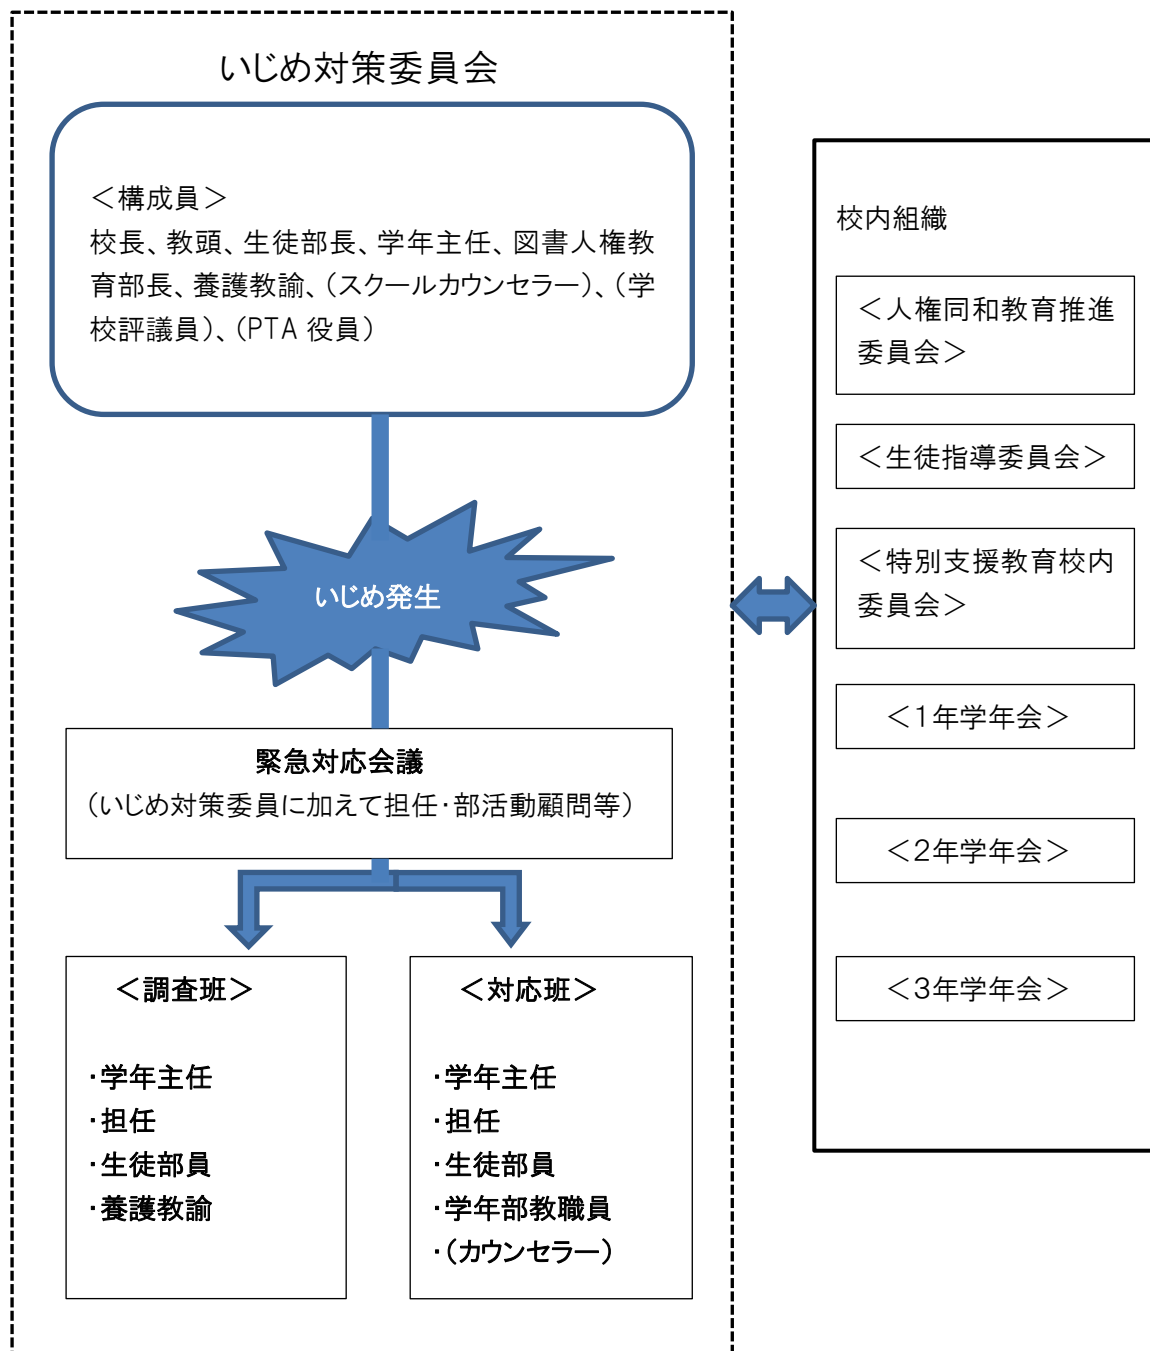 いじめ対策委員会
＜構成員＞
校長、教頭、生徒部長、学年主任、図書人権教
育部長、養護教諭、（スクールカウンセラー）、（学
校評議員）、（PTA 役員）
いじめ発生
緊急対応会議
（いじめ対策委員に加えて担任・部活動顧問等）
＜調査班＞
・学年主任
・担任
・生徒部員
・養護教諭
＜対応班＞
・学年主任
・担任
・生徒部員
・学年部教職員
・（カウンセラー）
校内組織
＜人権同和教育推進
委員会＞
＜生徒指導委員会＞
＜特別支援教育校内
委員会＞
＜1年学年会＞
＜2年学年会＞
＜3年学年会＞